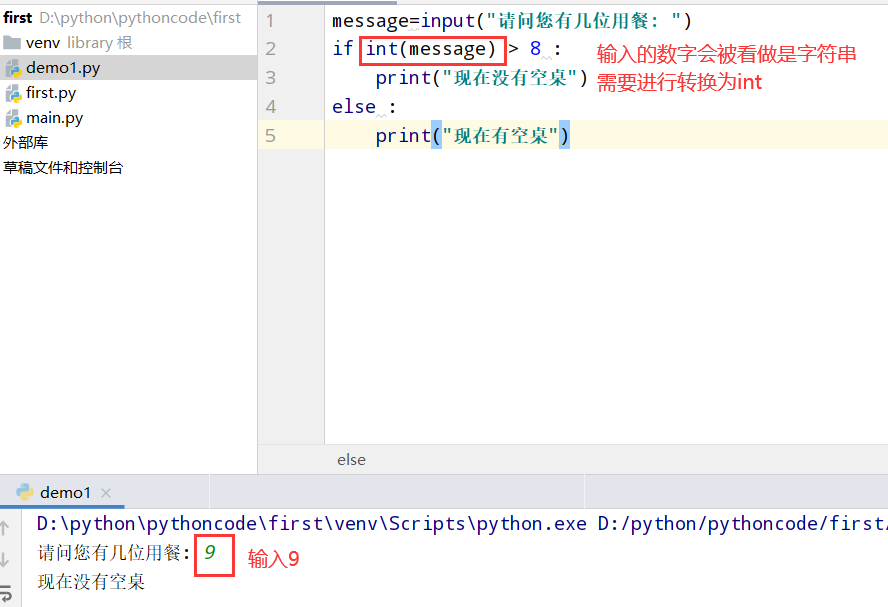 first D:\python\pythoncode\first
venv library 根
demo1.py
first.py
main.py
外部库
草稿文件和控制台
1 message=input("请问您有几位用餐: ")
2 if int(message) > 8 :
3 print("现在没有空桌")
4 else :
5 print("现在有空桌")
输入的数字会被看做是字符串
需要进行转换为int
else
demo1
D:\python\pythoncode\first\venv\Scripts\python.exe D:/python/pythoncode/first/
请问您有几位用餐: 9
输入9
现在没有空桌